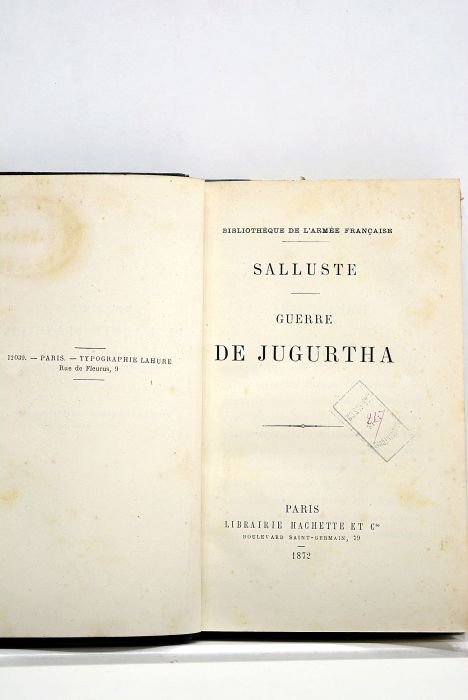 12039. — PARIS. — TYPOGRAPHIE LAHURE
Rue de Fleurus, 9
BIBLIOTHÈQUE DE L'ARMÉE FRANÇAISE
SALLUSTE
GUERRE
DE JUGURTHA
PARIS
LIBRAIRIE HACHETTE ET Cie
BOULEVARD SAINT-GERMAIN, 79
1872